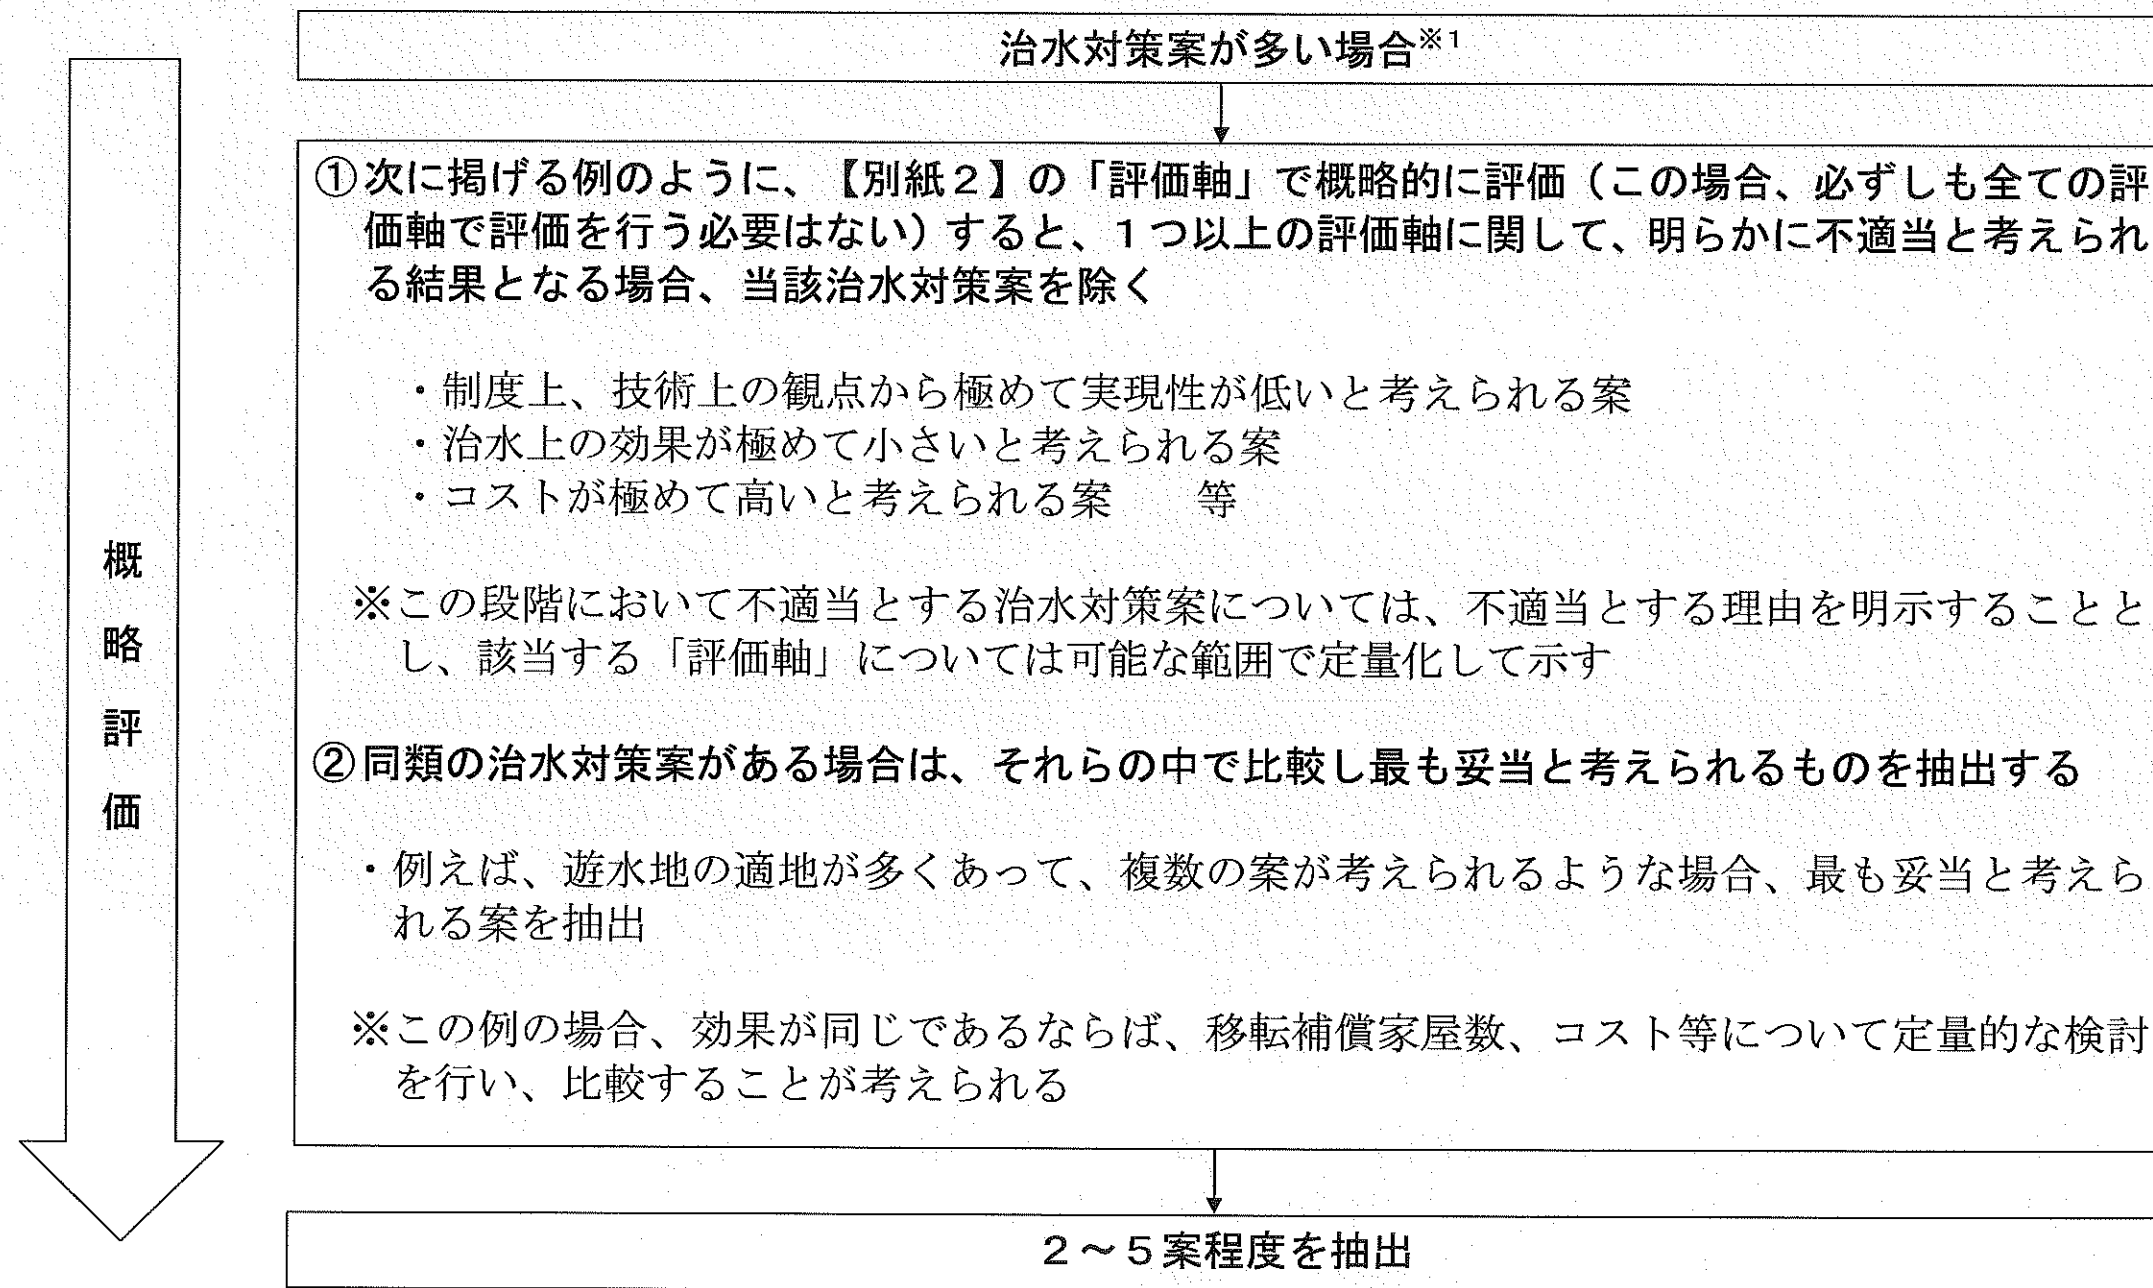 治水対策案が多い場合※1
①次に掲げる例のように、【別紙２】の「評価軸」で概略的に評価（この場合、必ずしも全ての評
価軸で評価を行う必要はない）すると、１つ以上の評価軸に関して、明らかに不適当と考えられ
る結果となる場合、当該治水対策案を除く
・制度上、技術上の観点から極めて実現性が低いと考えられる案
・治水上の効果が極めて小さいと考えられる案
・コストが極めて高いと考えられる案　　等
※この段階において不適当とする治水対策案については、不適当とする理由を明示することと
し、該当する「評価軸」については可能な範囲で定量化して示す
②同類の治水対策案がある場合は、それらの中で比較し最も妥当と考えられるものを抽出する
・例えば、遊水地の適地が多くあって、複数の案が考えられるような場合、最も妥当と考えら
れる案を抽出
※この例の場合、効果が同じであるならば、移転補償家屋数、コスト等について定量的な検討
を行い、比較することが考えられる
２～５案程度を抽出
概略評価